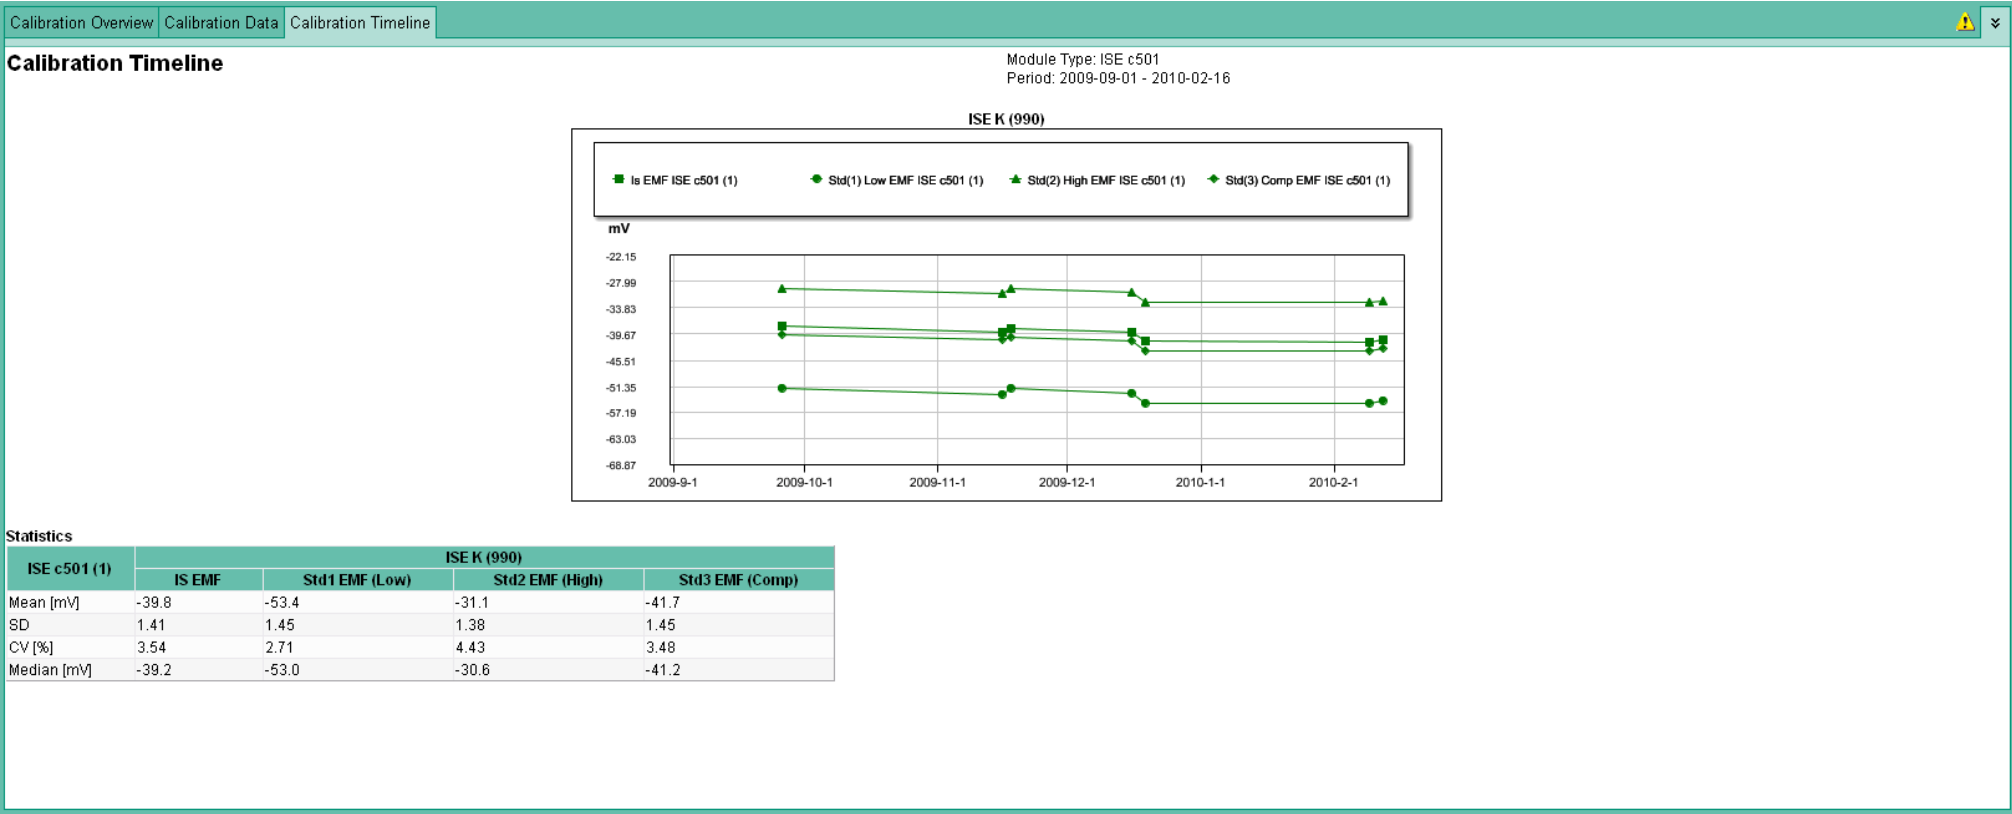 Calibration Overview Calibration Data Calibration Timeline
Calibration Timeline
Module Type: ISE c501
Period: 2009-09-01 - 2010-02-16
ISE K (990)
Is EMF ISE c501 (1) Std(1) Low EMF ISE c501 (1) Std(2) High EMF ISE c501 (1) Std(3) Comp EMF ISE c501 (1)
mV
-22.15
-27.99
-33.83
-39.67
-45.51
-51.35
-57.19
-63.03
-68.87
2009-9-1 2009-10-1 2009-11-1 2009-12-1 2010-1-1 2010-2-1
Statistics
ISE c501 (1) ISE K (990)
IS EMF Std1 EMF (Low) Std2 EMF (High) Std3 EMF (Comp)
Mean [mV] -39.8 -53.4 -31.1 -41.7
SD 1.41 1.45 1.38 1.45
CV [%] 3.54 2.71 4.43 3.48
Median [mV] -39.2 -53.0 -30.6 -41.2